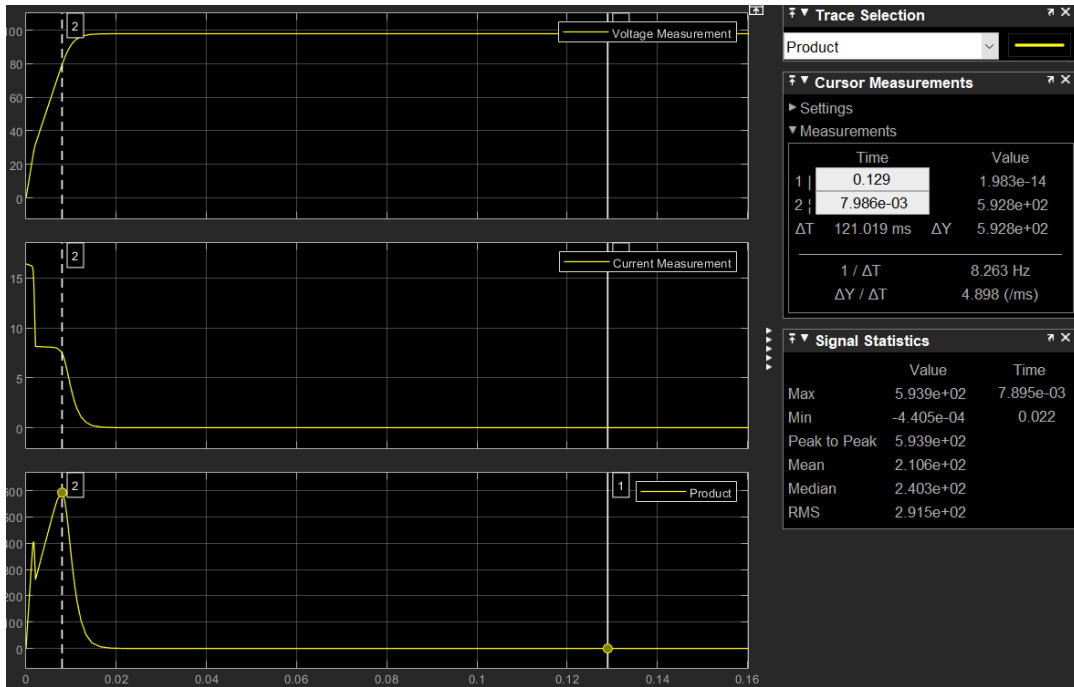 2
Voltage Measurement
100
80
60
40
20
0
2
Current Measurement
15
10
5
0
2
1
Product
600
500
400
300
200
100
0
0
0.02
0.04
0.06
0.08
0.1
0.12
0.14
0.16
Trace Selection
Product
Cursor Measurements
Settings
Measurements
Time Value
1 | 0.129 1.983e-14
2 ¦ 7.986e-03 5.928e+02
ΔT 121.019 ms ΔY 5.928e+02
1 / ΔT 8.263 Hz
ΔY / ΔT 4.898 (/ms)
Signal Statistics
Value Time
Max 5.939e+02 7.895e-03
Min -4.405e-04 0.022
Peak to Peak 5.939e+02
Mean 2.106e+02
Median 2.403e+02
RMS 2.915e+02